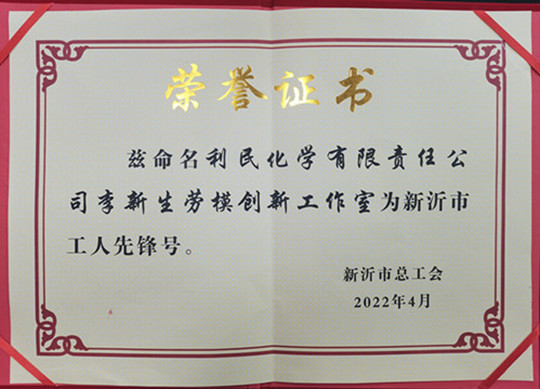 荣誉证书
兹命名利民化学有限责任公
司李新生劳模创新工作室为新沂市
工人先锋号。
新沂市总工会
2022年4月